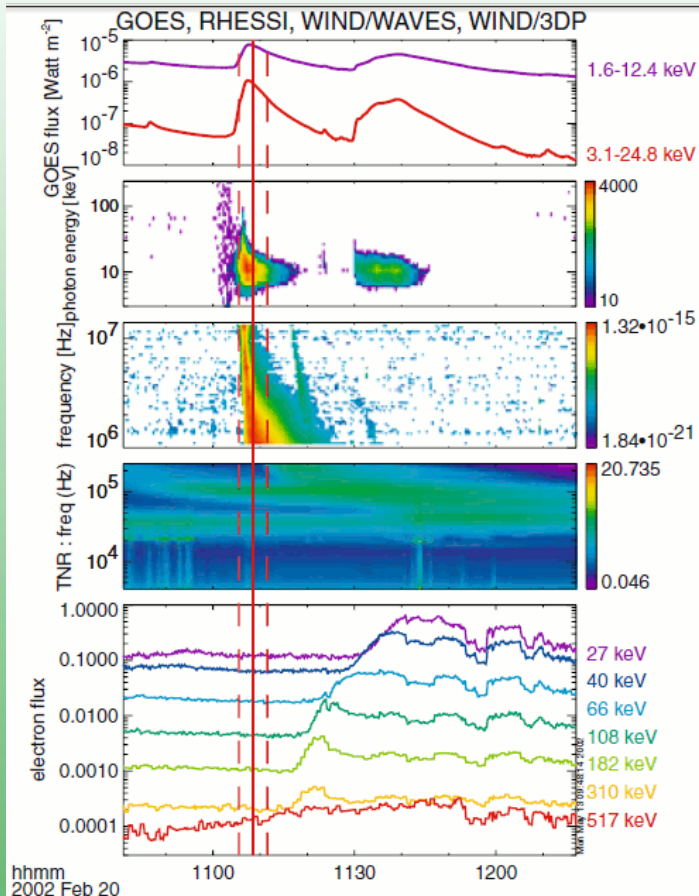 GOES, RHESSI, WIND/WAVES, WIND/3DP
GOES flux [Watt m⁻²]
10⁻⁵
10⁻⁶
10⁻⁷
10⁻⁸
1.6-12.4 keV
3.1-24.8 keV
photon energy [keV]
100
10
4000
10
frequency [Hz]
10⁷
10⁶
1.32•10⁻¹⁵
1.84•10⁻²¹
TNR : freq (Hz)
10⁵
10⁴
20.735
0.046
electron flux
1.0000
0.1000
0.0100
0.0010
0.0001
27 keV
40 keV
66 keV
108 keV
182 keV
310 keV
517 keV
1100
1130
1200
hhmm
2002 Feb 20